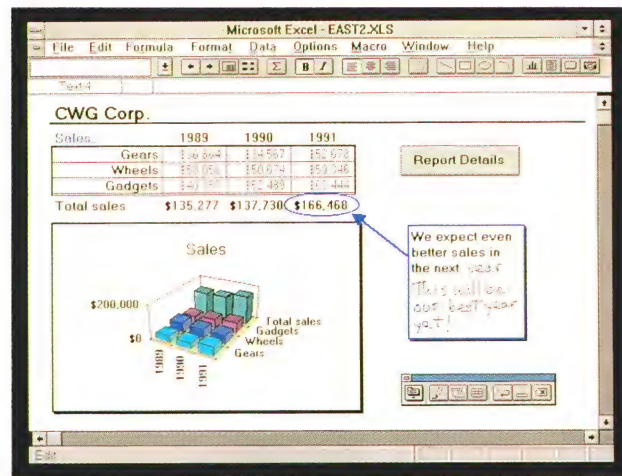 Microsoft Excel - EAST2.XLS
File Edit Formula Format Data Options Macro Window Help
Text4
CWG Corp.
Sales 1989 1990 1991
Gears
Wheels
Gadgets
Total sales $135,277 $137,730 $166,468
Report Details
We expect even
better sales in
the next year
This will be
our best year
yet!
Sales
$200,000
$0
Total sales
Gadgets
Wheels
Gears
1989
1990
1991
Edit